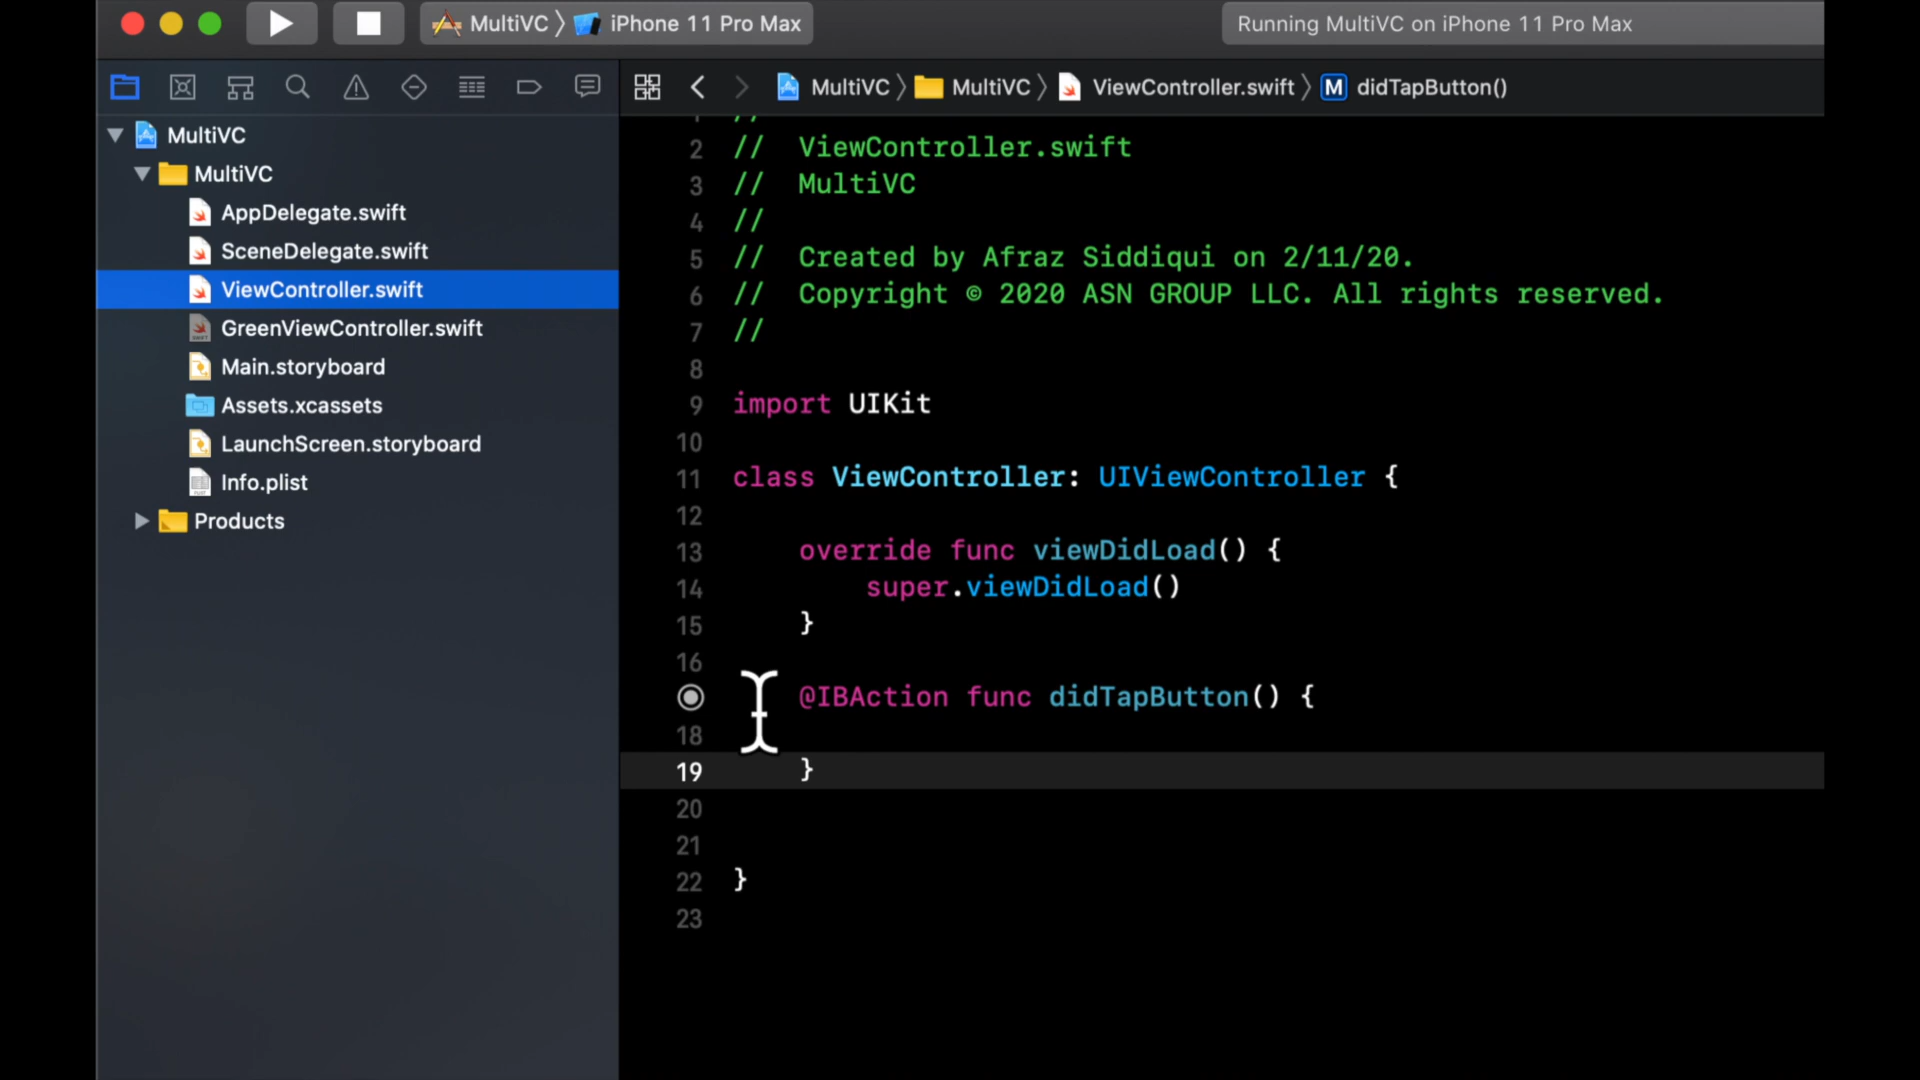 MultiVC 〉 iPhone 11 Pro Max
Running MultiVC on iPhone 11 Pro Max
MultiVC 〉 MultiVC 〉 ViewController.swift 〉 M didTapButton()
MultiVC
MultiVC
AppDelegate.swift
SceneDelegate.swift
ViewController.swift
GreenViewController.swift
Main.storyboard
Assets.xcassets
LaunchScreen.storyboard
Info.plist
Products
1 //
2 // ViewController.swift
3 // MultiVC
4 //
5 // Created by Afraz Siddiqui on 2/11/20.
6 // Copyright © 2020 ASN GROUP LLC. All rights reserved.
7 //
8
9 import UIKit
10
11 class ViewController: UIViewController {
12
13 override func viewDidLoad() {
14 super.viewDidLoad()
15 }
16
@IBAction func didTapButton() {
18
19 }
20
21
22 }
23